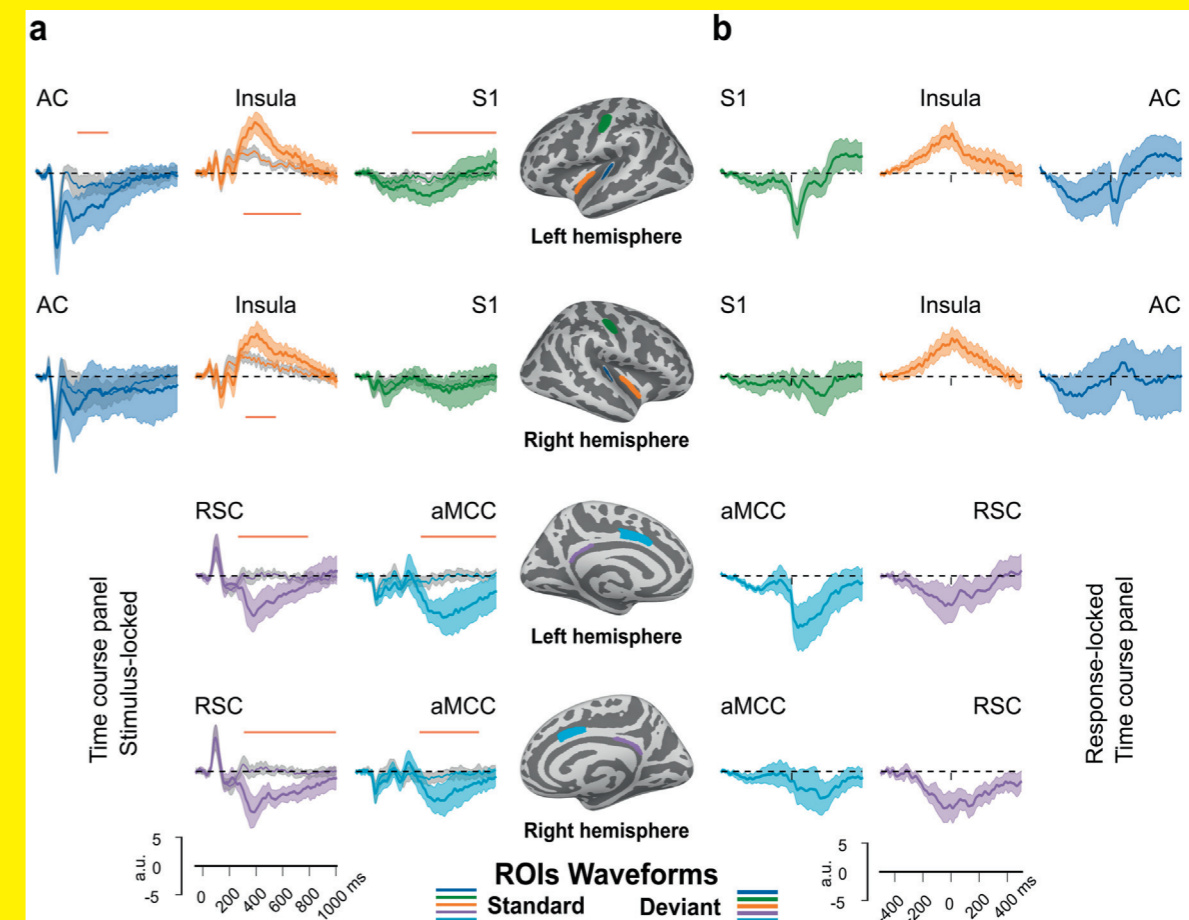 a
b
AC Insula S1
S1 Insula AC
Left hemisphere
AC Insula S1
S1 Insula AC
Right hemisphere
RSC aMCC
aMCC RSC
Left hemisphere
Time course panel
Stimulus-locked
Response-locked
Time course panel
RSC aMCC
aMCC RSC
Right hemisphere
5
0
-5
a.u.
0 200 400 600 800 1000 ms
5
0
-5
a.u.
-400 -200 0 200 400
ROIs Waveforms
Standard Deviant